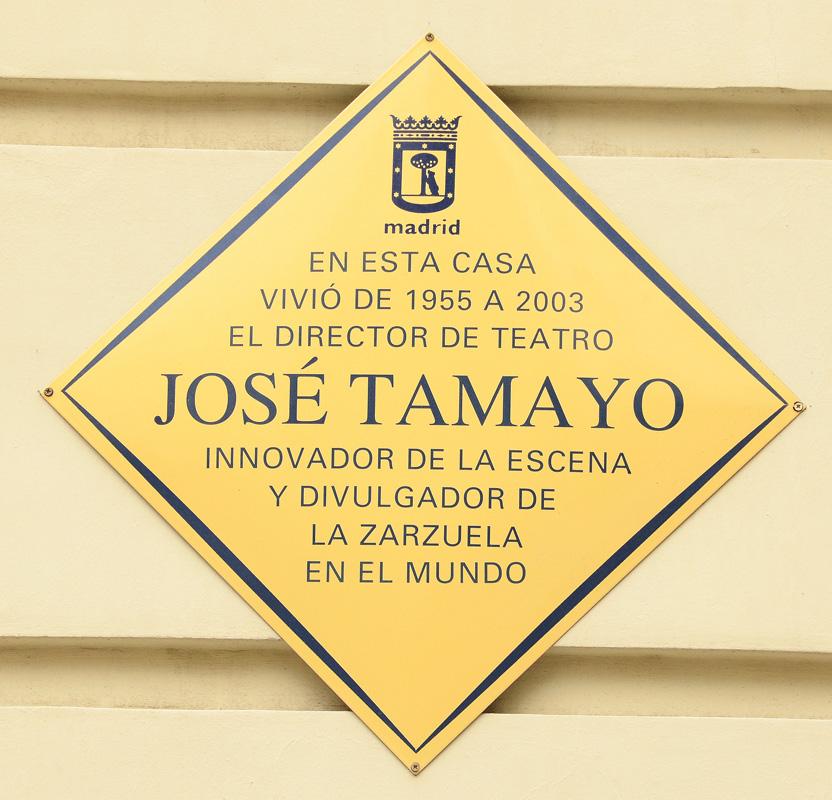 madrid
EN ESTA CASA
VIVIÓ DE 1955 A 2003
EL DIRECTOR DE TEATRO
JOSÉ TAMAYO
INNOVADOR DE LA ESCENA
Y DIVULGADOR DE
LA ZARZUELA
EN EL MUNDO